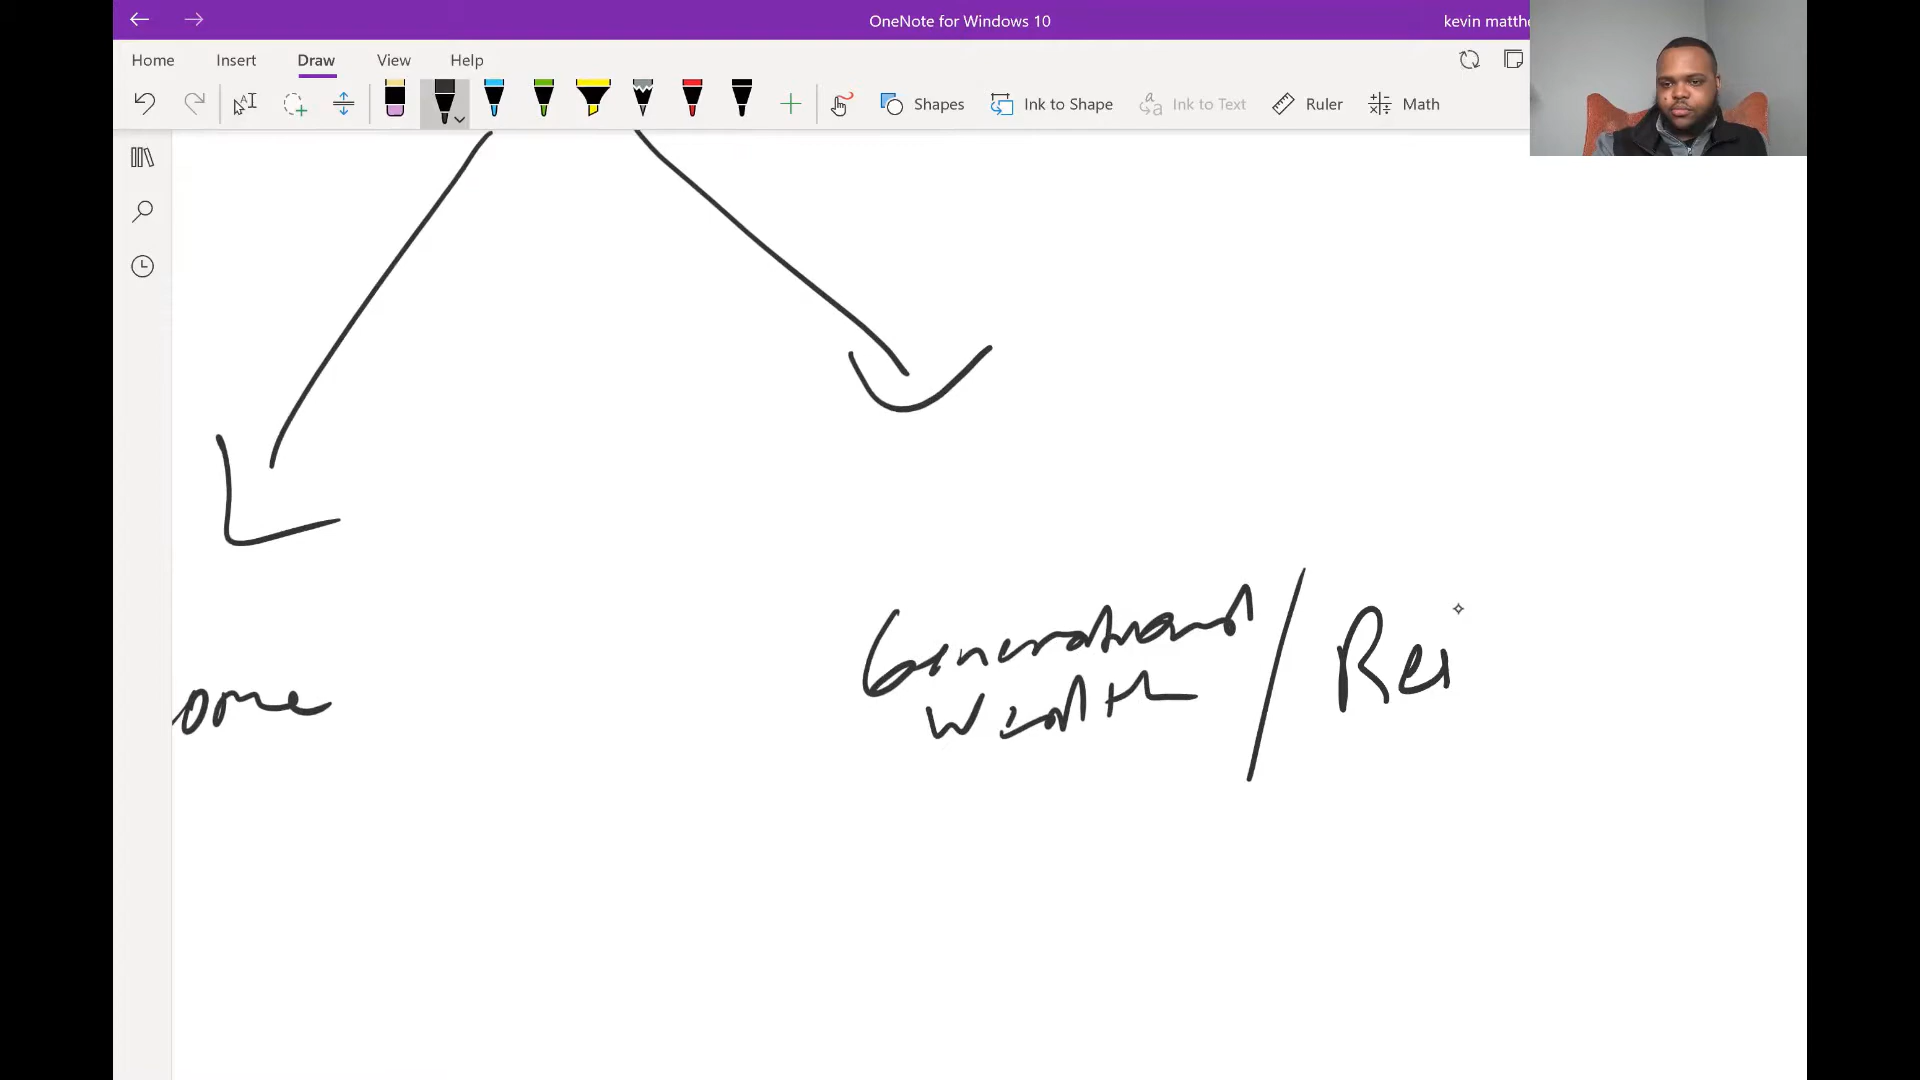 OneNote for Windows 10
kevin matthe
Home Insert Draw View Help
Shapes Ink to Shape Ink to Text Ruler Math
Generational / Rei
Wealth
ome